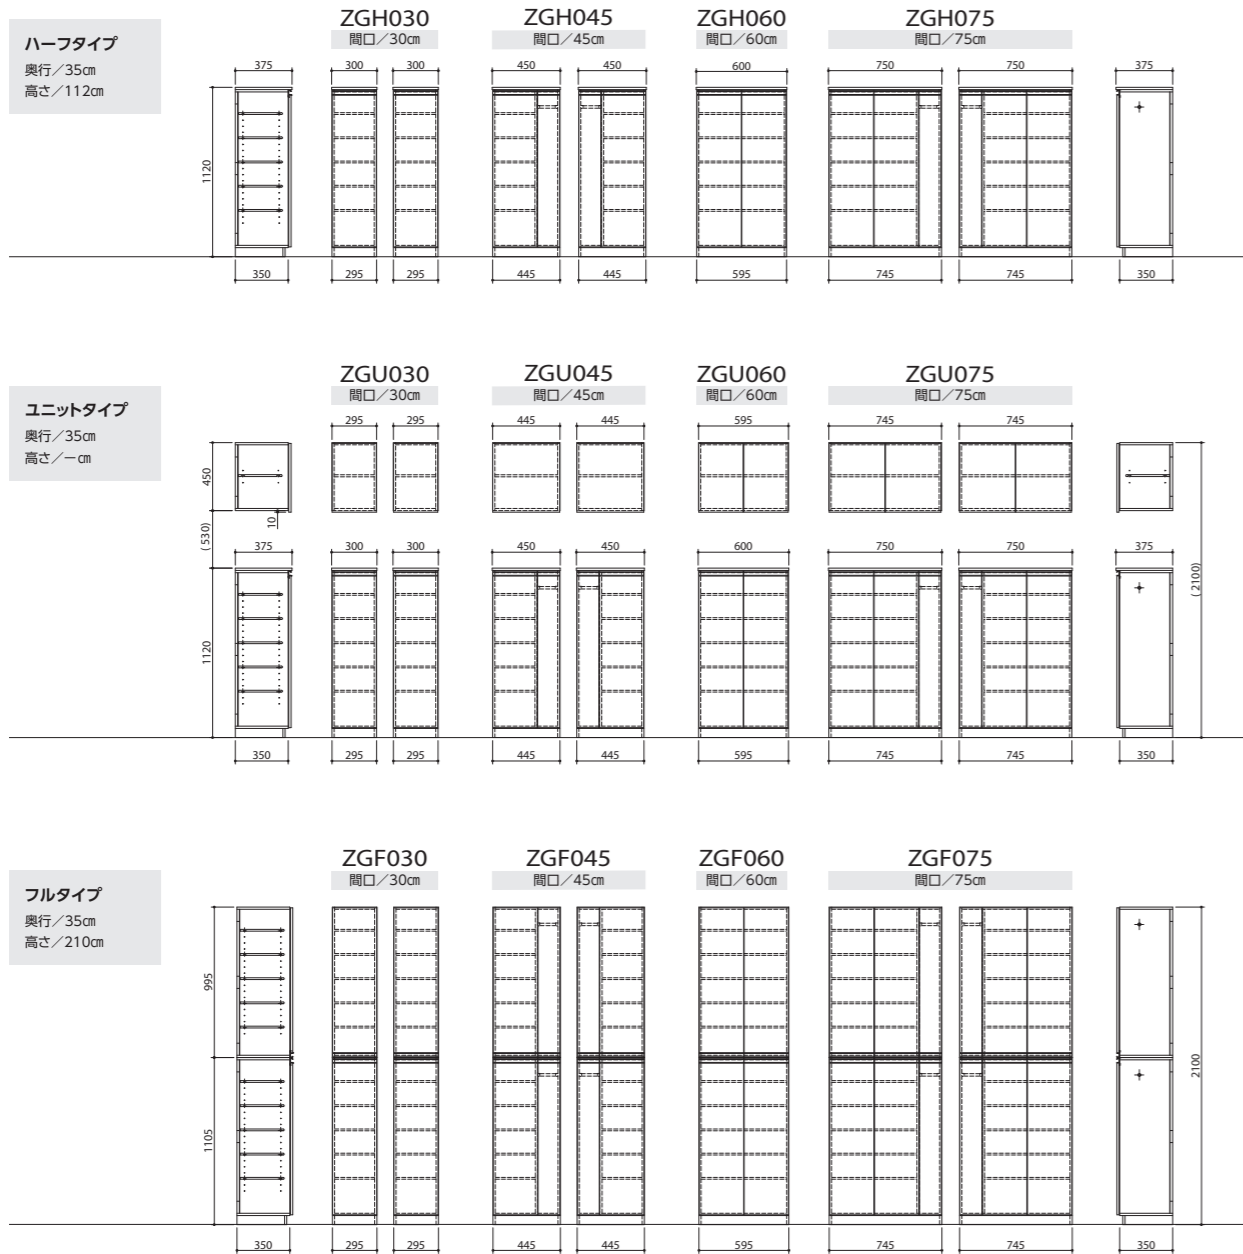 ハーフタイプ
奥行/35㎝
高さ/112㎝
ZGH030 ZGH045 ZGH060 ZGH075
間口/30㎝ 間口/45㎝ 間口/60㎝ 間口/75㎝
375 300 300 450 450 600 750 750 375
1120
350 295 295 445 445 595 745 745 350
ユニットタイプ
奥行/35㎝
高さ/ー㎝
ZGU030 ZGU045 ZGU060 ZGU075
間口/30㎝ 間口/45㎝ 間口/60㎝ 間口/75㎝
295 295 445 445 595 745 745
450
10
(530)
375 300 300 450 450 600 750 750 375
(2100)
1120
350 295 295 445 445 595 745 745 350
フルタイプ
奥行/35㎝
高さ/210㎝
ZGF030 ZGF045 ZGF060 ZGF075
間口/30㎝ 間口/45㎝ 間口/60㎝ 間口/75㎝
995
2100
1105
350 295 295 445 445 595 745 745 350